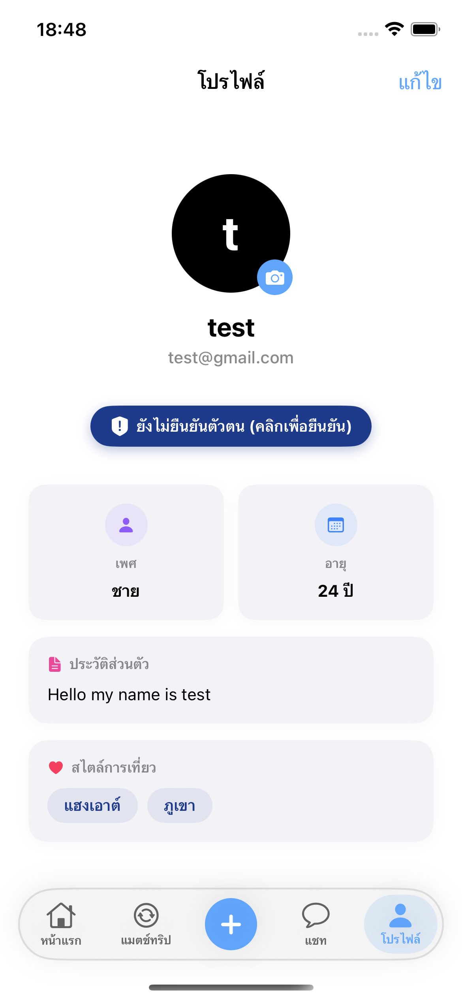 18:48
โปรไฟล์
แก้ไข
t
test
test@gmail.com
ยังไม่ยืนยันตัวตน (คลิกเพื่อยืนยัน)
เพศ
ชาย
อายุ
24 ปี
ประวัติส่วนตัว
Hello my name is test
สไตล์การเที่ยว
แฮงเอาต์
ภูเขา
หน้าแรก
แมตช์ทริป
แชท
โปรไฟล์